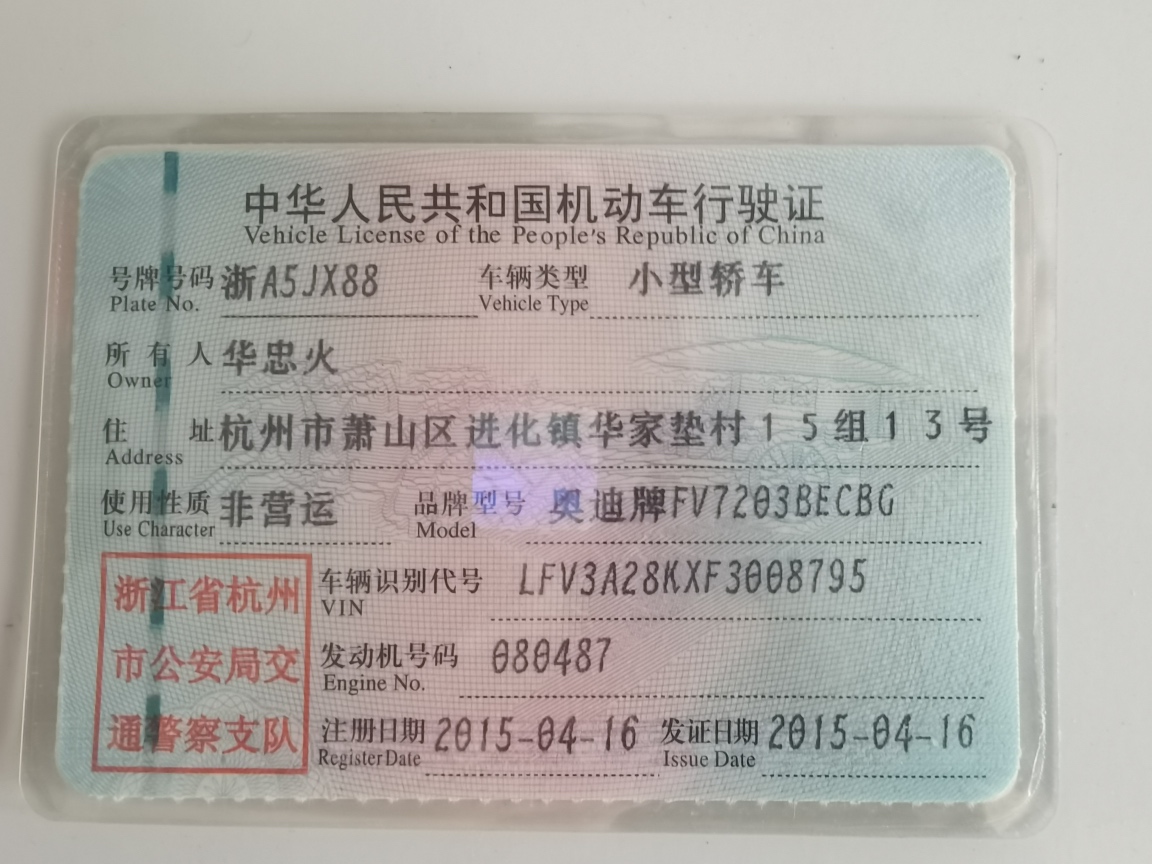 中华人民共和国机动车行驶证
Vehicle License of the People's Republic of China
号牌号码 浙A5JX88 车辆类型 小型轿车
Plate No. Vehicle Type
所有人 华忠火
Owner
住址 杭州市萧山区进化镇华家垫村15组13号
Address
使用性质 非营运 品牌型号 奥迪牌FV7203BECBG
Use Character Model
车辆识别代号 LFV3A28KXF3008795
VIN
发动机号码 080487
Engine No.
注册日期 2015-04-16 发证日期 2015-04-16
Register Date Issue Date
浙江省杭州
市公安局交
通警察支队